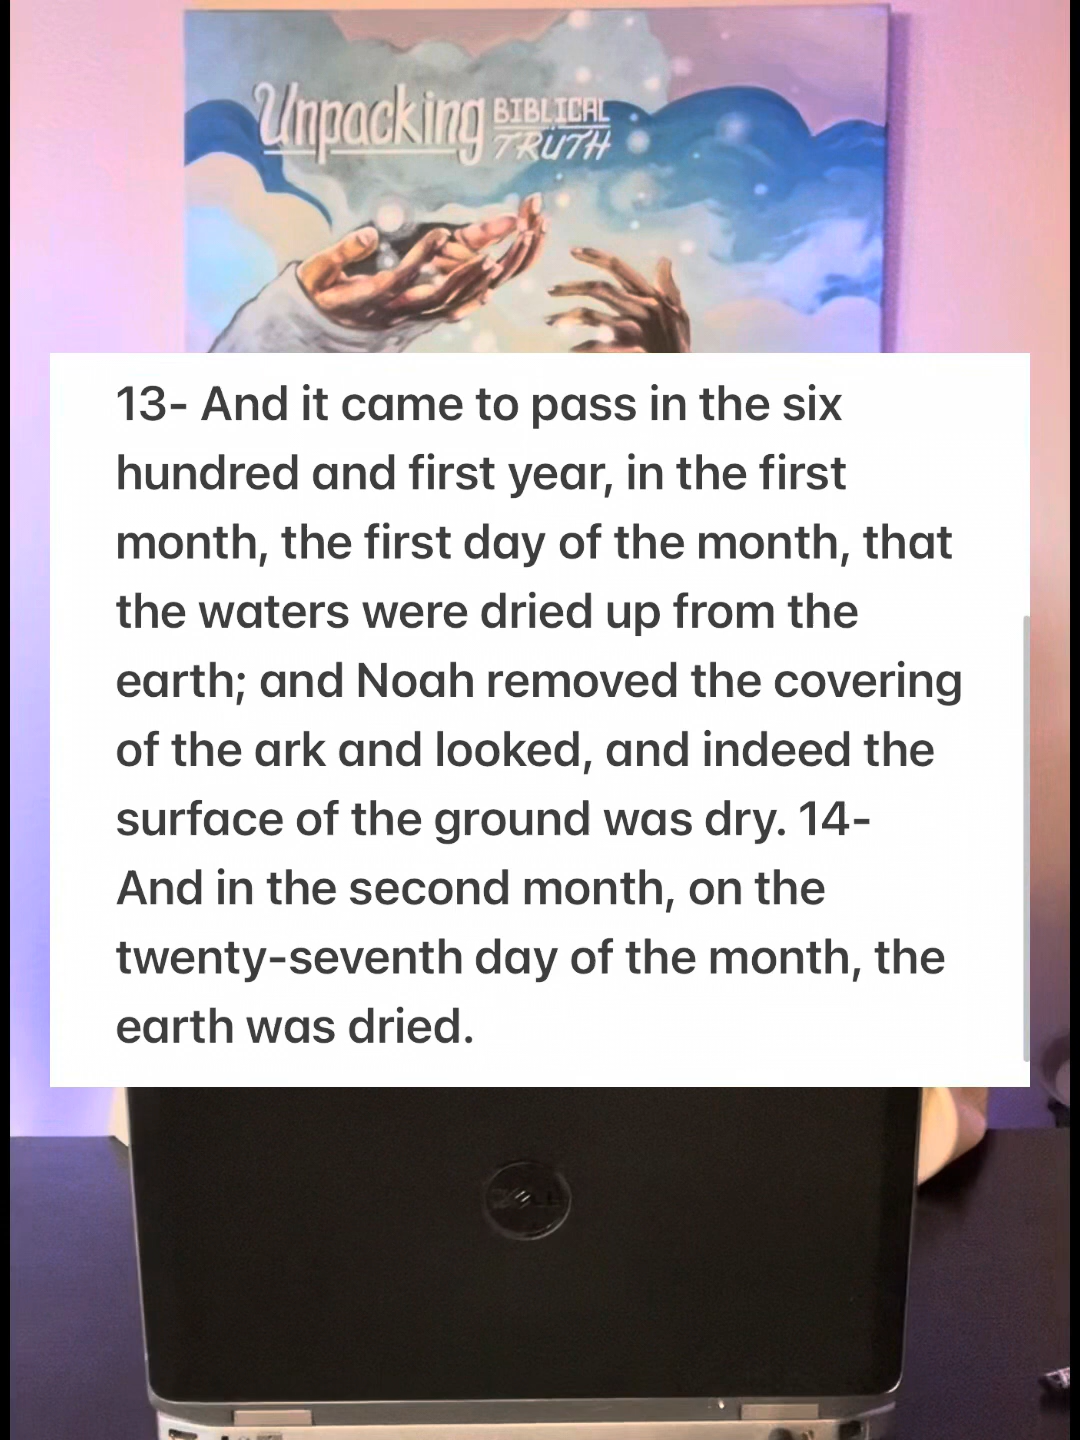 Unpacking BIBLICAL
TRUTH
13- And it came to pass in the six
hundred and first year, in the first
month, the first day of the month, that
the waters were dried up from the
earth; and Noah removed the covering
of the ark and looked, and indeed the
surface of the ground was dry. 14-
And in the second month, on the
twenty-seventh day of the month, the
earth was dried.
DELL